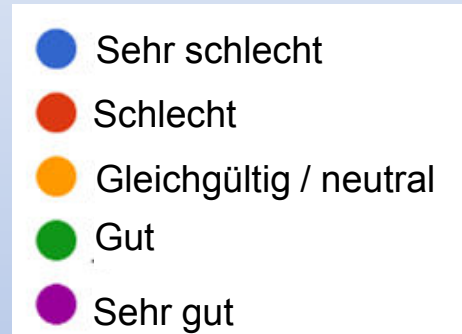 Sehr schlecht
Schlecht
Gleichgültig / neutral
Gut
Sehr gut